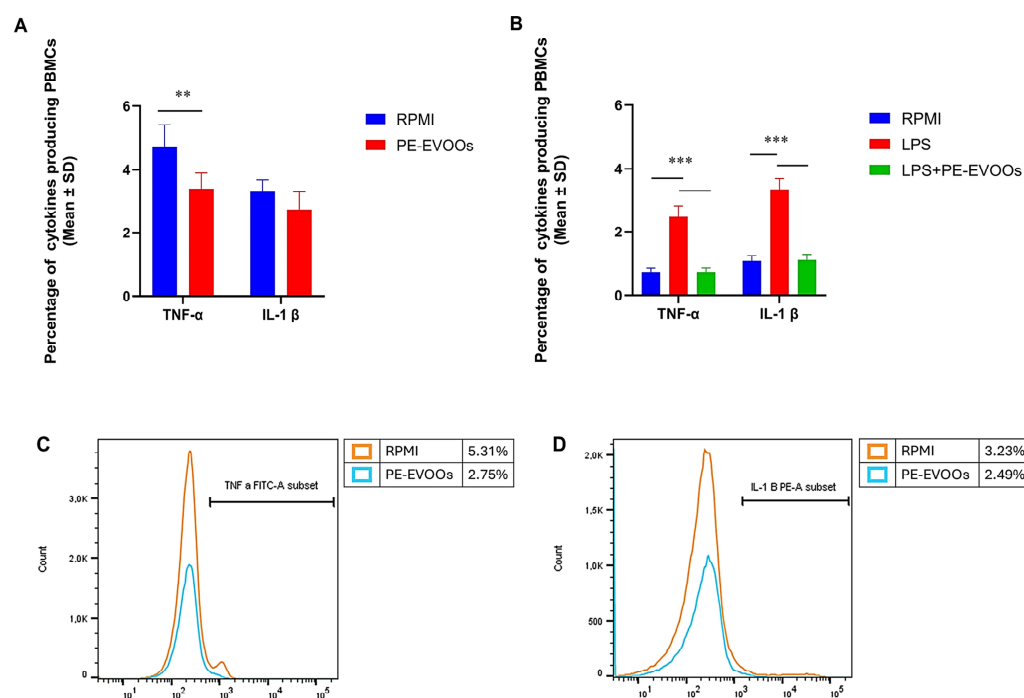 A
Percentage of cytokines producing PBMCs
(Mean ± SD)
6
4
2
0
**
TNF-α
IL-1 β
RPMI
PE-EVOOs
B
Percentage of cytokines producing PBMCs
(Mean ± SD)
6
4
2
0
***
***
TNF-α
IL-1 β
RPMI
LPS
LPS+PE-EVOOs
C
Count
3,0K
2.0K
1,0K
0
TNF a FITC-A subset
10¹
10²
10³
10⁴
10⁵
RPMI 5.31%
PE-EVOOs 2.75%
D
Count
2,0K
1,5K
1,0K
500
0
IL-1 B PE-A subset
10¹
10²
10³
10⁴
10⁵
RPMI 3.23%
PE-EVOOs 2.49%